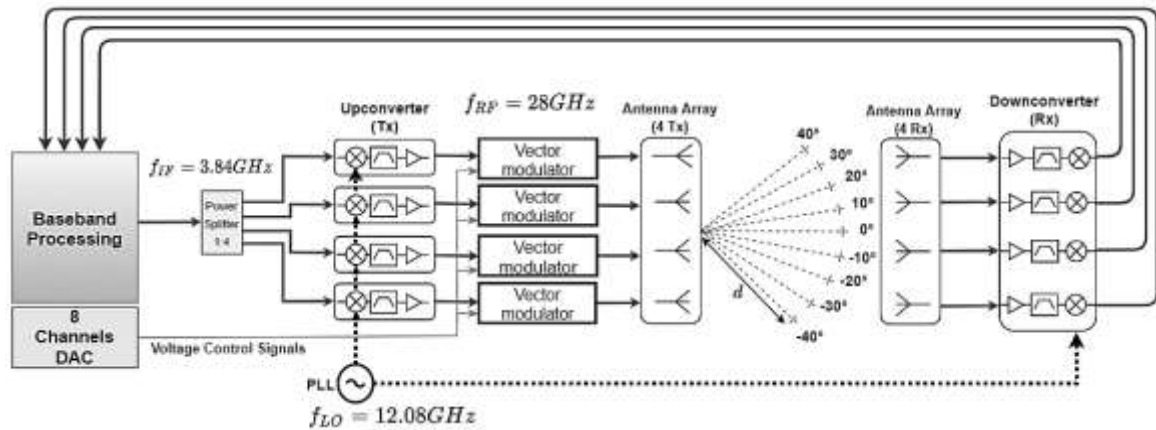 Baseband
Processing
8
Channels
DAC
Voltage Control Signals
f_IF = 3.84GHz
Power
Splitter
1:4
Upconverter
(Tx)
f_RF = 28GHz
Vector
modulator
Vector
modulator
Vector
modulator
Vector
modulator
PLL
f_LO = 12.08GHz
Antenna Array
(4 Tx)
40°
30°
20°
10°
0°
-10°
-20°
-30°
-40°
d
Antenna Array
(4 Rx)
Downconverter
(Rx)